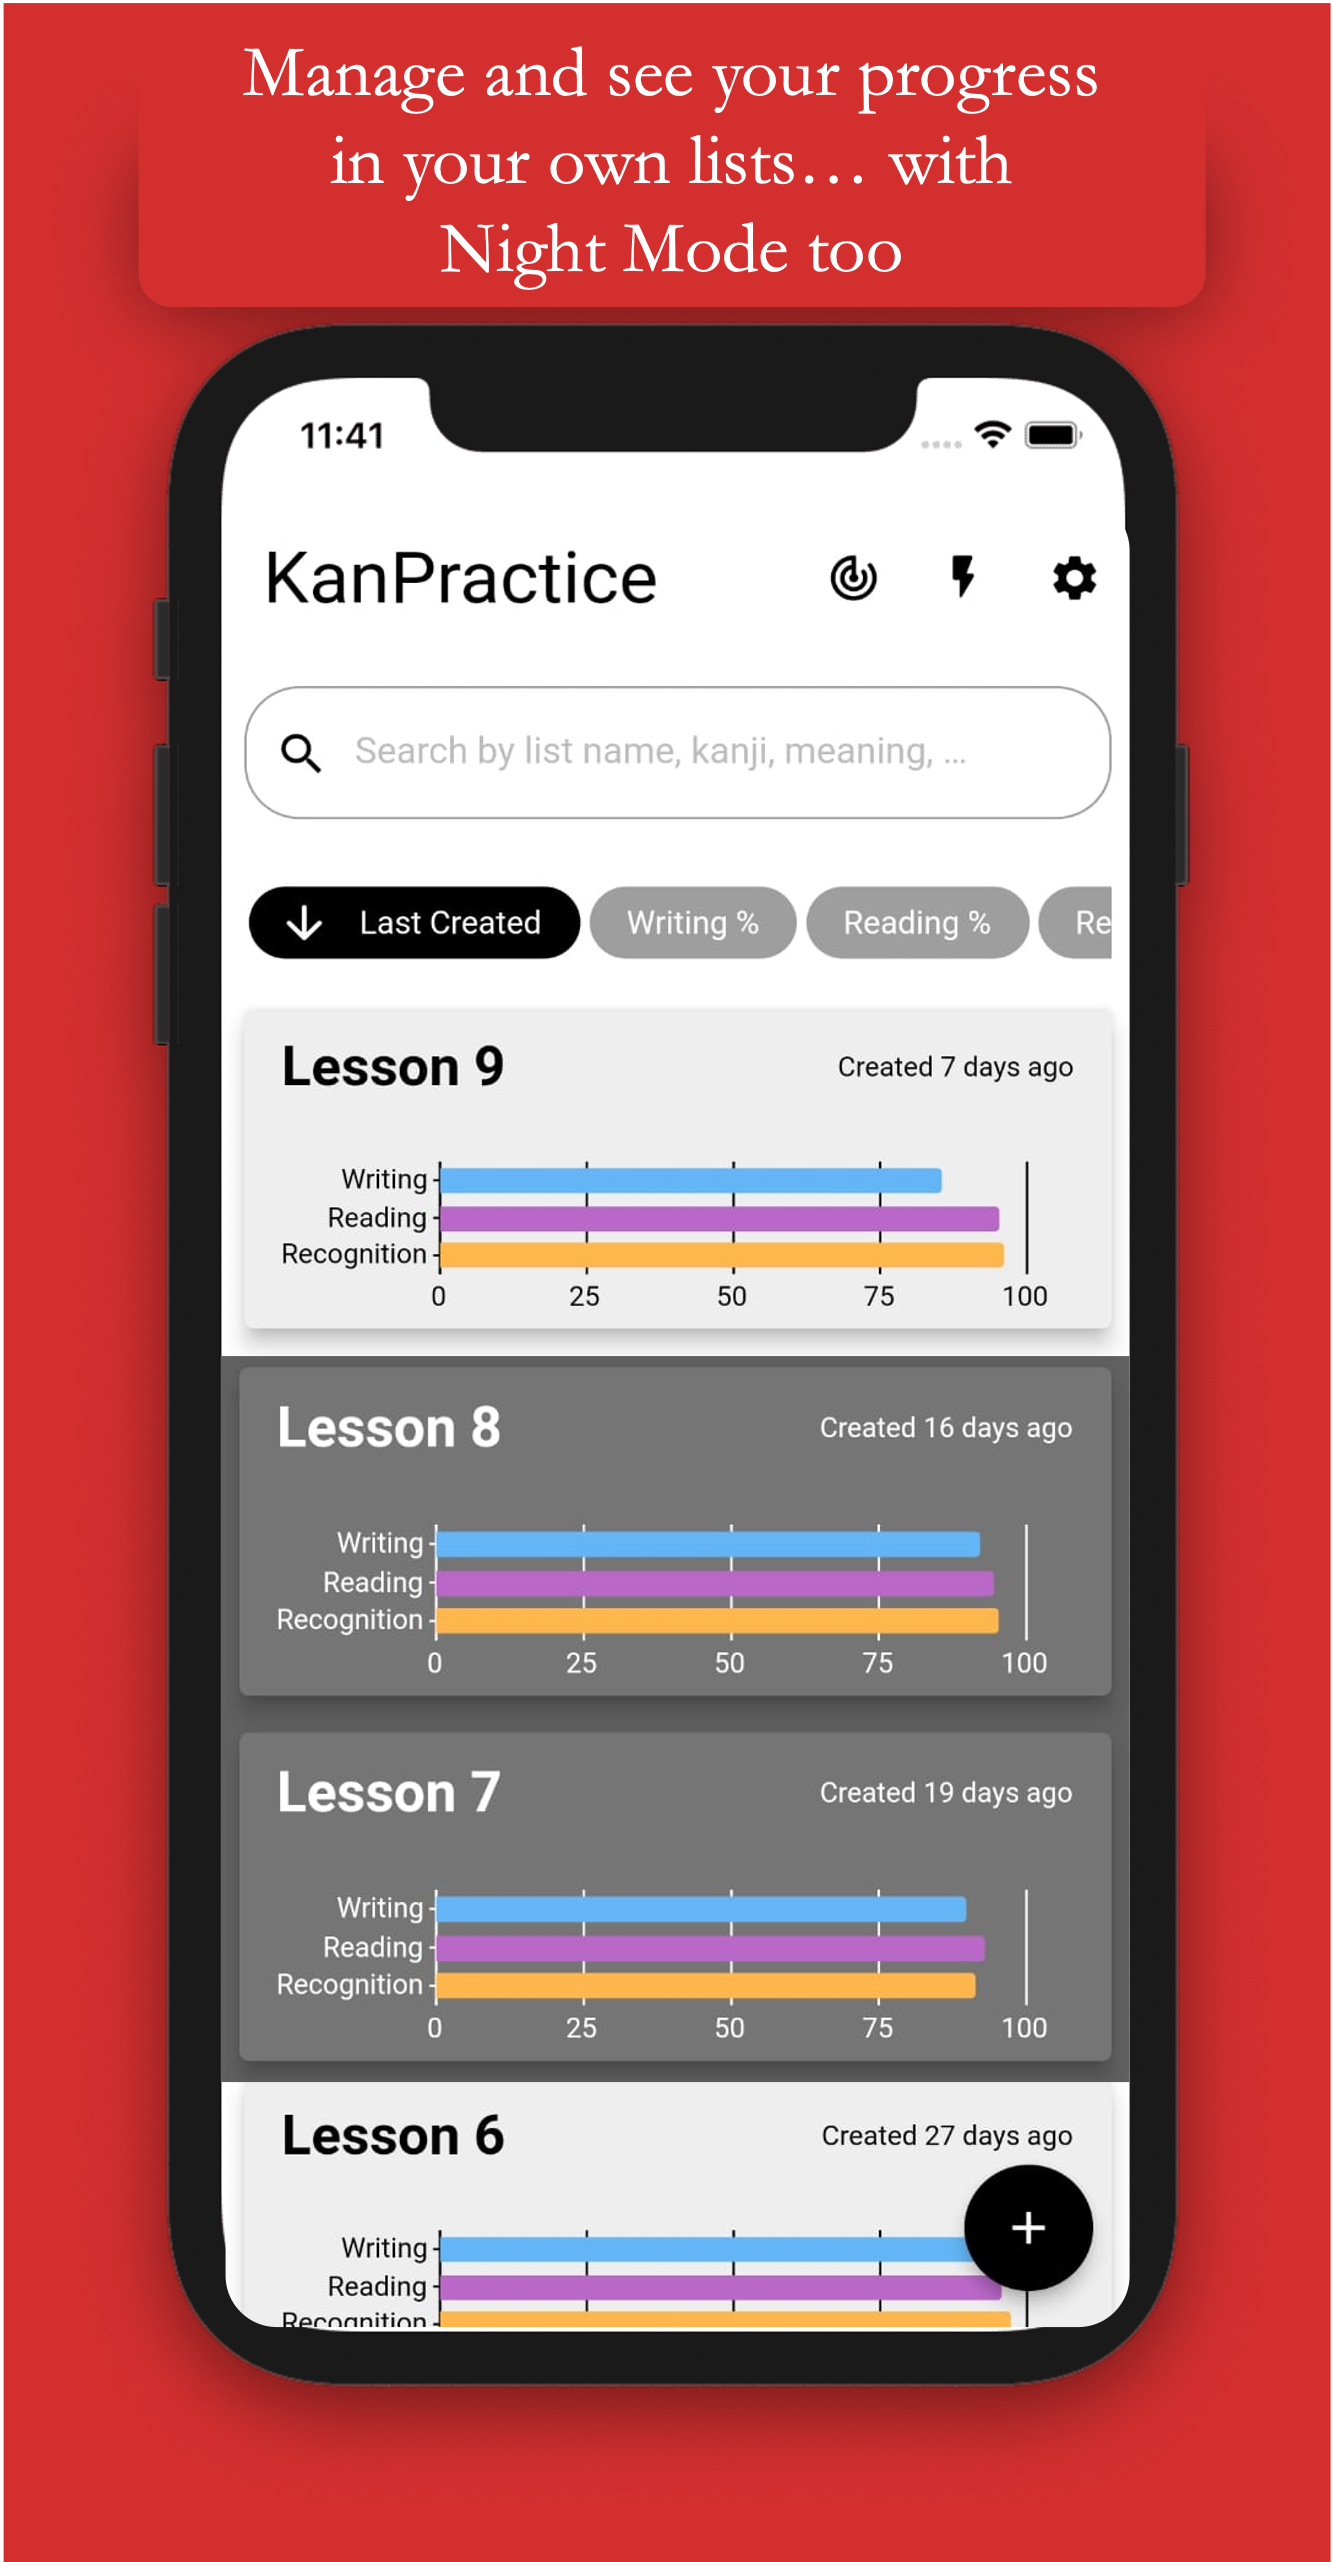 Manage and see your progress
in your own lists… with
Night Mode too
11:41
KanPractice
Search by list name, kanji, meaning, ...
Last Created Writing % Reading % Re
Lesson 9 Created 7 days ago
Writing
Reading
Recognition
0 25 50 75 100
Lesson 8 Created 16 days ago
Writing
Reading
Recognition
0 25 50 75 100
Lesson 7 Created 19 days ago
Writing
Reading
Recognition
0 25 50 75 100
Lesson 6 Created 27 days ago
+
Writing
Reading
Recognition